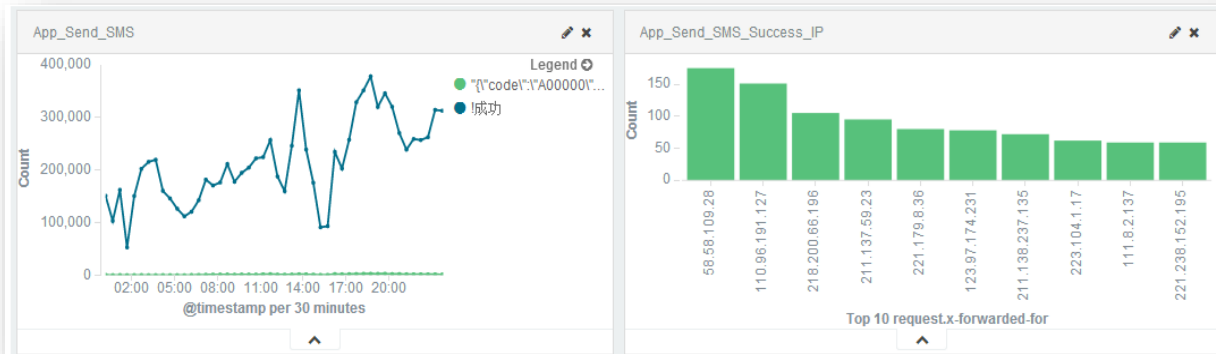 App_Send_SMS
400,000
300,000
200,000
100,000
0
Count
02:00 05:00 08:00 11:00 14:00 17:00 20:00
@timestamp per 30 minutes
Legend
"{\"code\":\"A00000\"...
!成功
App_Send_SMS_Success_IP
150
100
50
0
Count
58.58.109.28
110.96.191.127
218.200.66.196
211.137.59.23
221.179.8.36
123.97.174.231
211.138.237.135
223.104.1.17
111.8.2.137
221.238.152.195
Top 10 request.x-forwarded-for